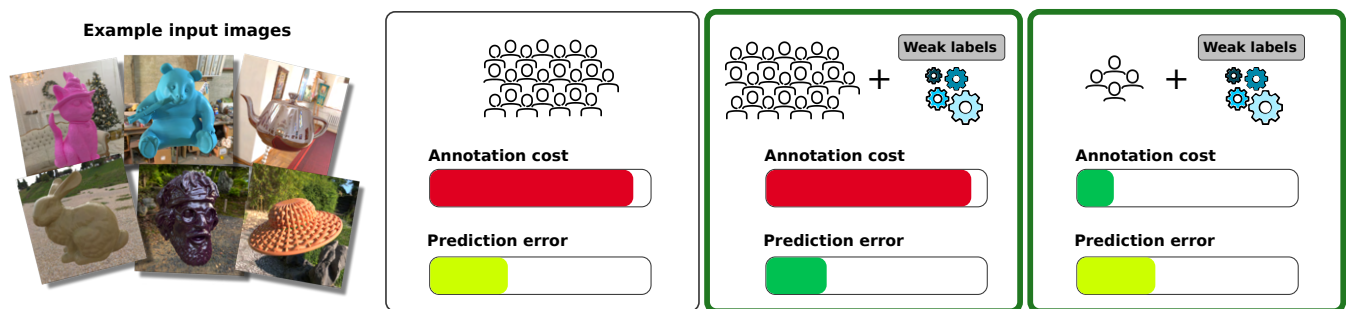 Example input images
Annotation cost
Prediction error
Weak labels
Annotation cost
Prediction error
Weak labels
Annotation cost
Prediction error